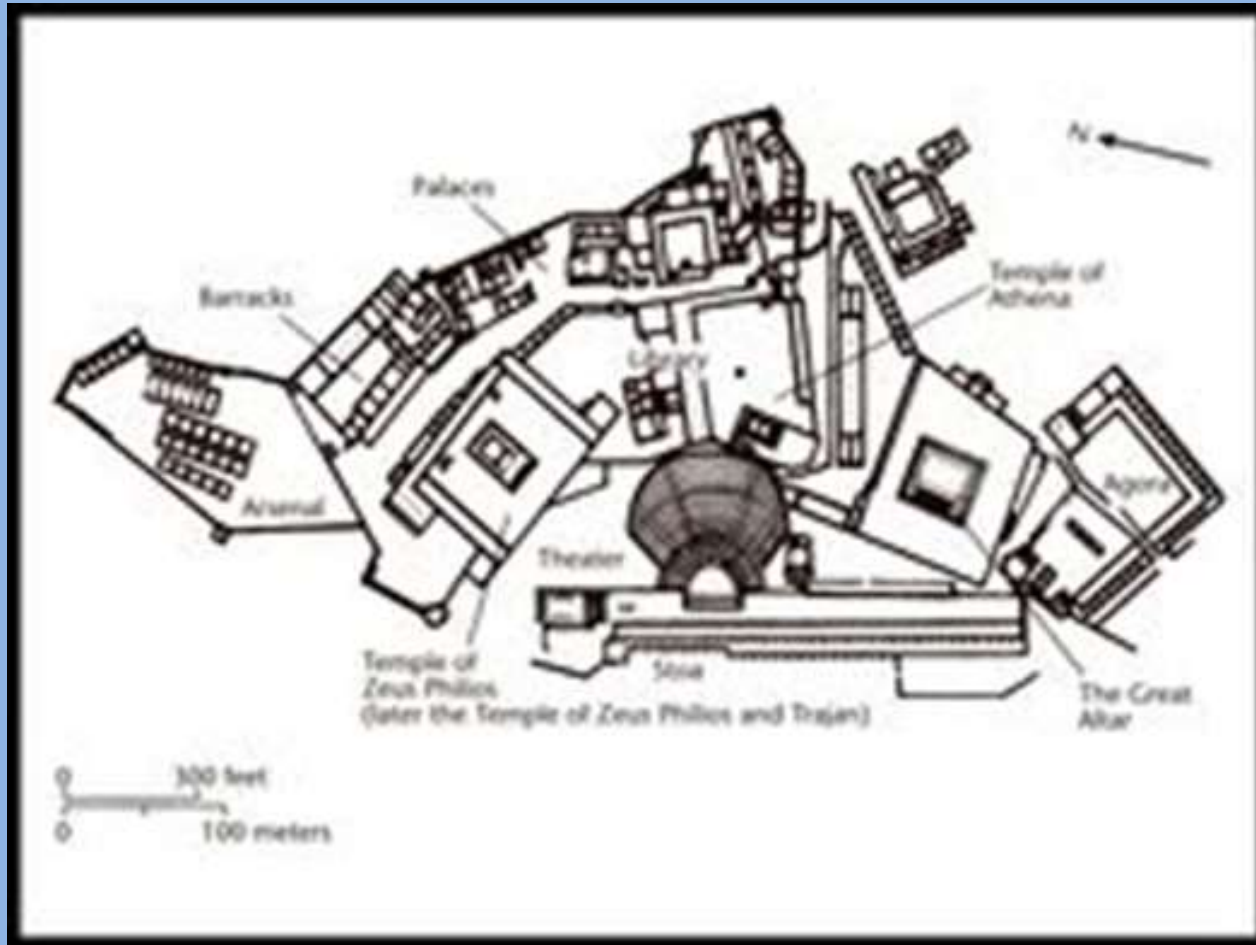 N
Palaces
Temple of
Athena
Barracks
Library
Agora
Arsenal
Theater
Temple of
Zeus Philios
(later the Temple of Zeus Philios and Trajan)
Stoa
The Great
Altar
0 300 feet
0 100 meters